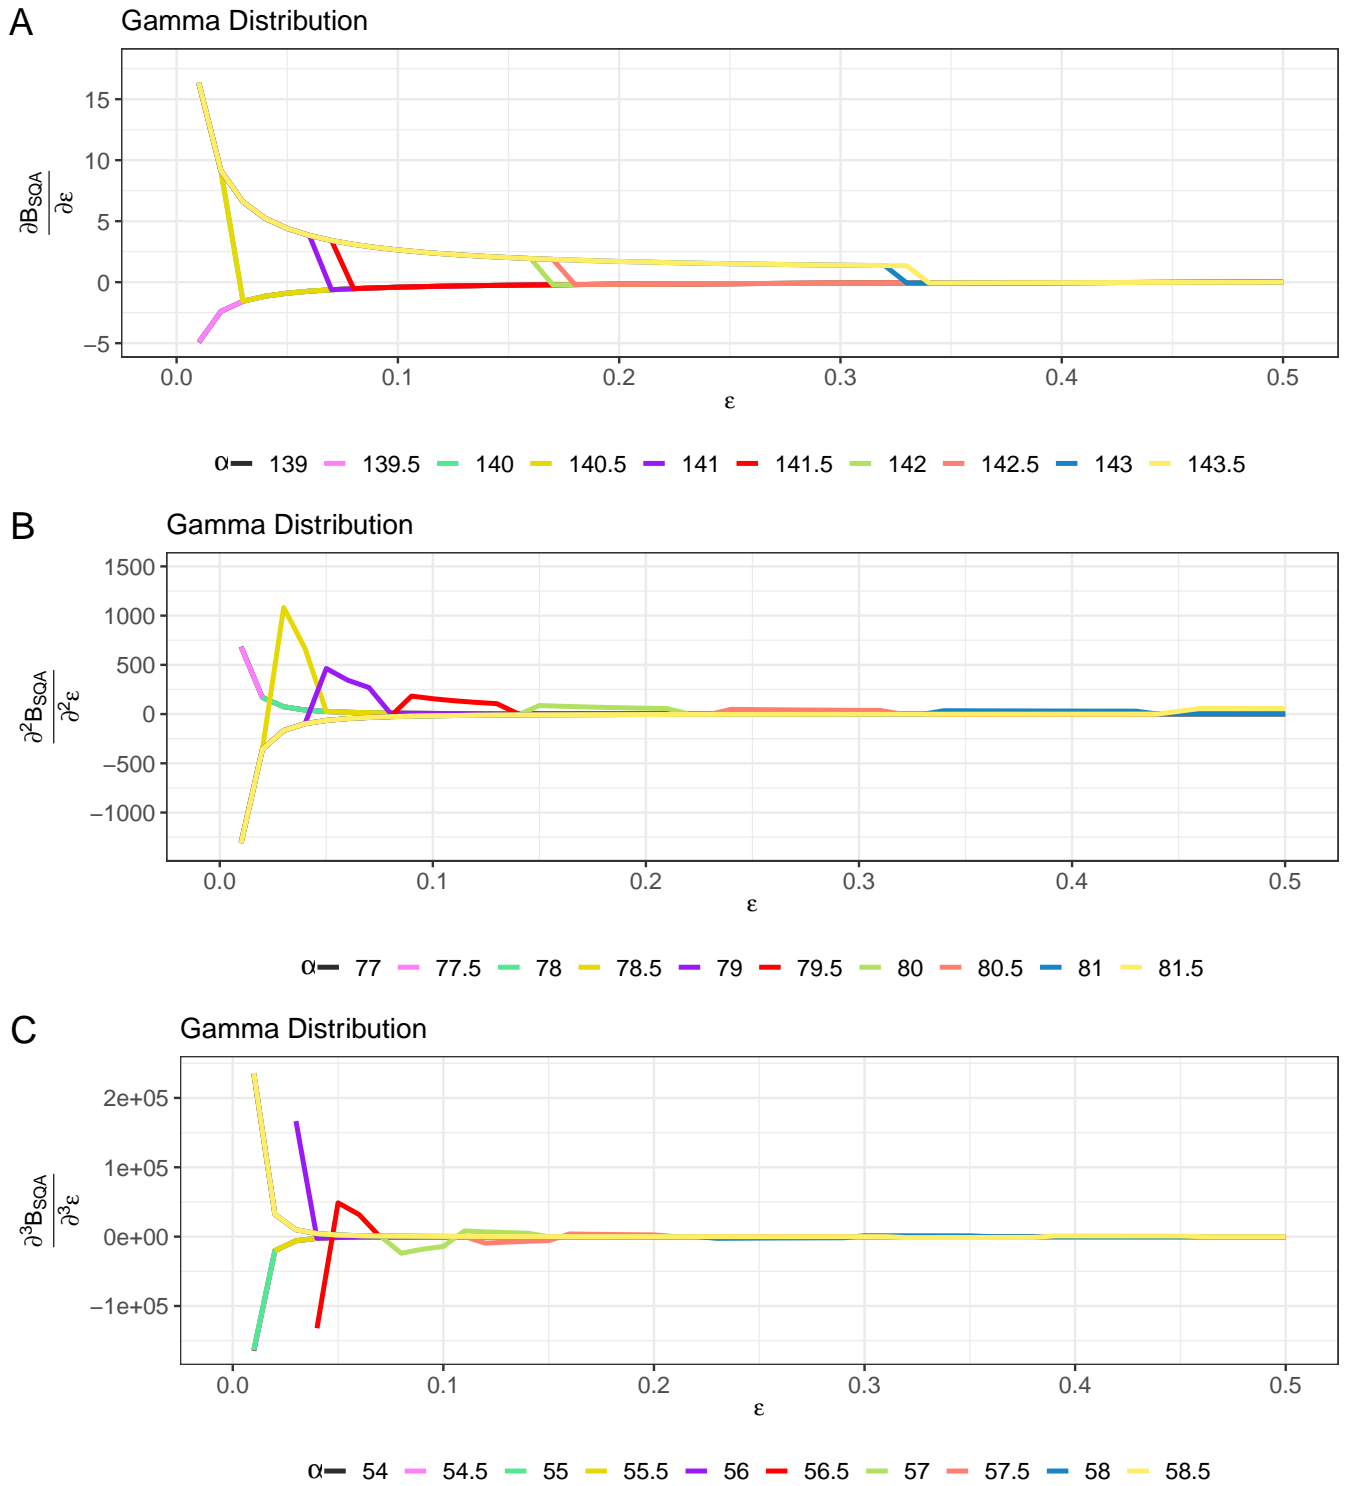 A
Gamma Distribution
∂B_SQA
∂ε
15
10
5
0
−5
0.0 0.1 0.2 0.3 0.4 0.5
ε
α 139 139.5 140 140.5 141 141.5 142 142.5 143 143.5
B
Gamma Distribution
∂²B_SQA
∂²ε
1500
1000
500
0
−500
−1000
0.0 0.1 0.2 0.3 0.4 0.5
ε
α 77 77.5 78 78.5 79 79.5 80 80.5 81 81.5
C
Gamma Distribution
∂³B_SQA
∂³ε
2e+05
1e+05
0e+00
−1e+05
0.0 0.1 0.2 0.3 0.4 0.5
ε
α 54 54.5 55 55.5 56 56.5 57 57.5 58 58.5